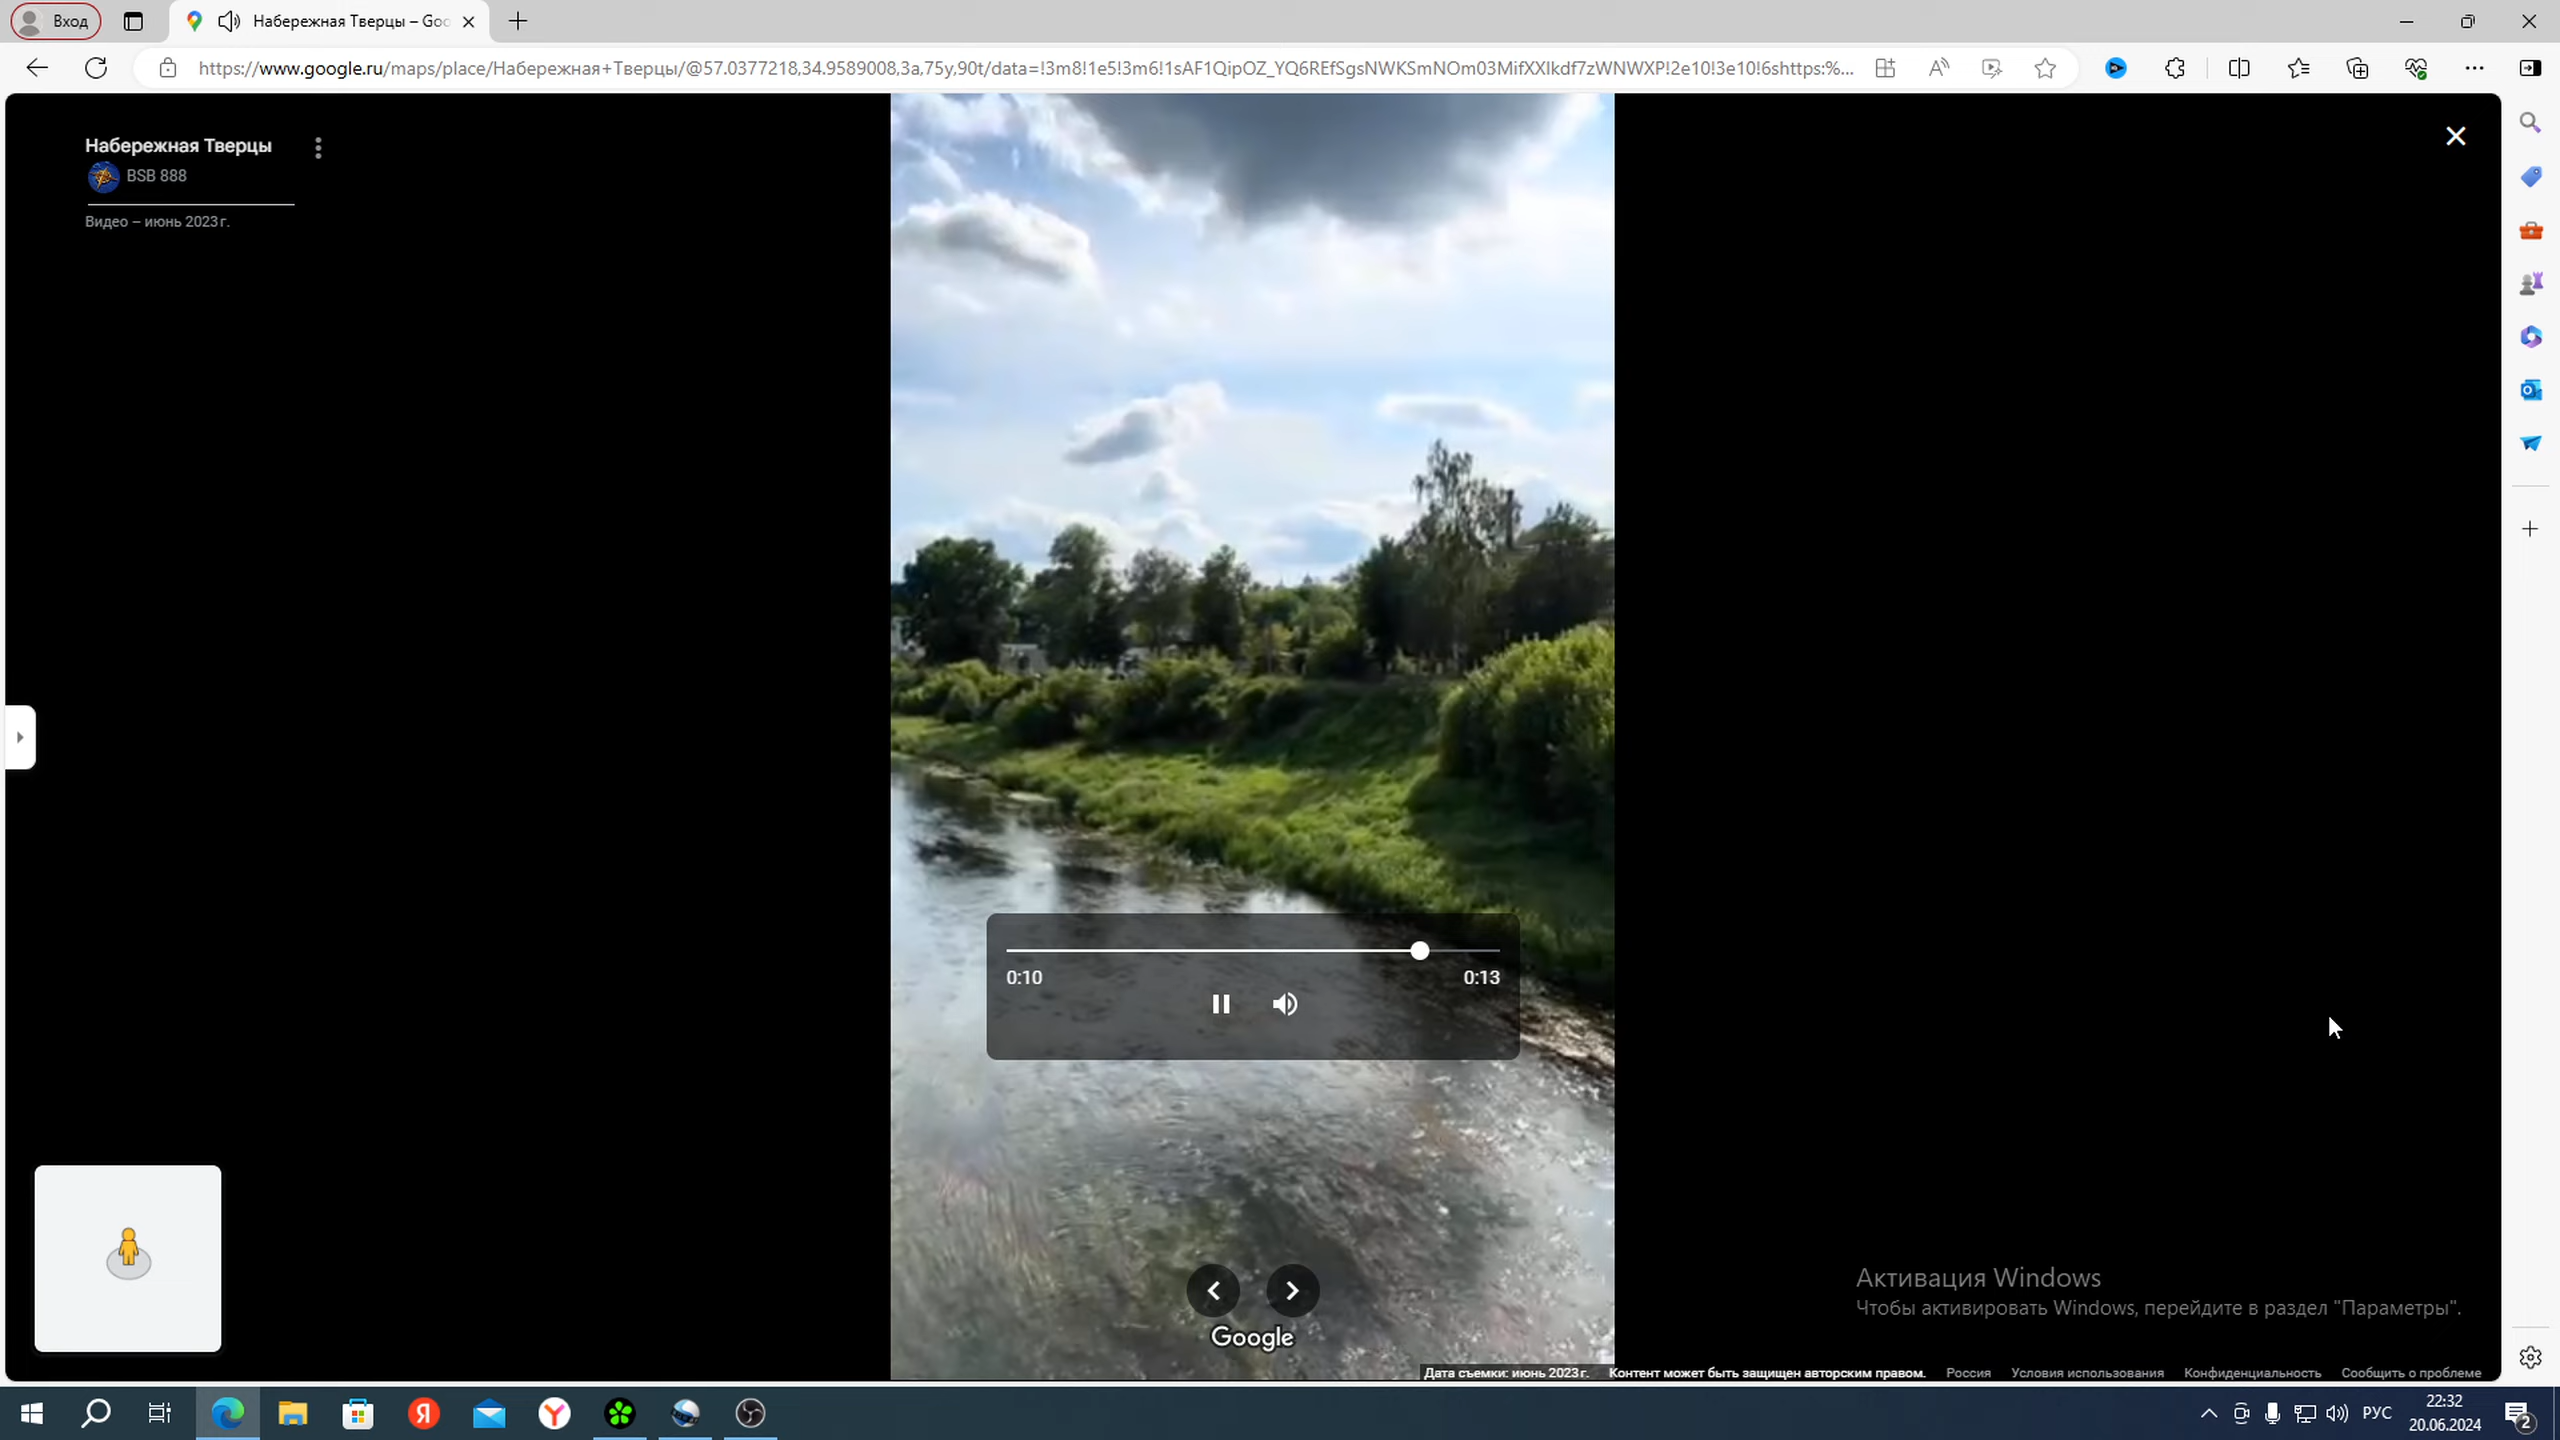 Вход
Набережная Тверцы – Goo
https://www.google.ru/maps/place/Набережная+Тверцы/@57.0377218,34.9589008,3a,75y,90t/data=!3m8!1e5!3m6!1sAF1QipOZ_YQ6REfSgsNWKSmNOm03MifXXIkdf7zWNWXP!2e10!3e10!6shttps:%...
Набережная Тверцы
BSB 888
Видео – июнь 2023 г.
0:10
0:13
Google
Активация Windows
Чтобы активировать Windows, перейдите в раздел "Параметры".
Дата съемки: июнь 2023 г. Контент может быть защищен авторским правом. Россия Условия использования Конфиденциальность Сообщить о проблеме
Я
Y
РУС
22:32
20.06.2024
2